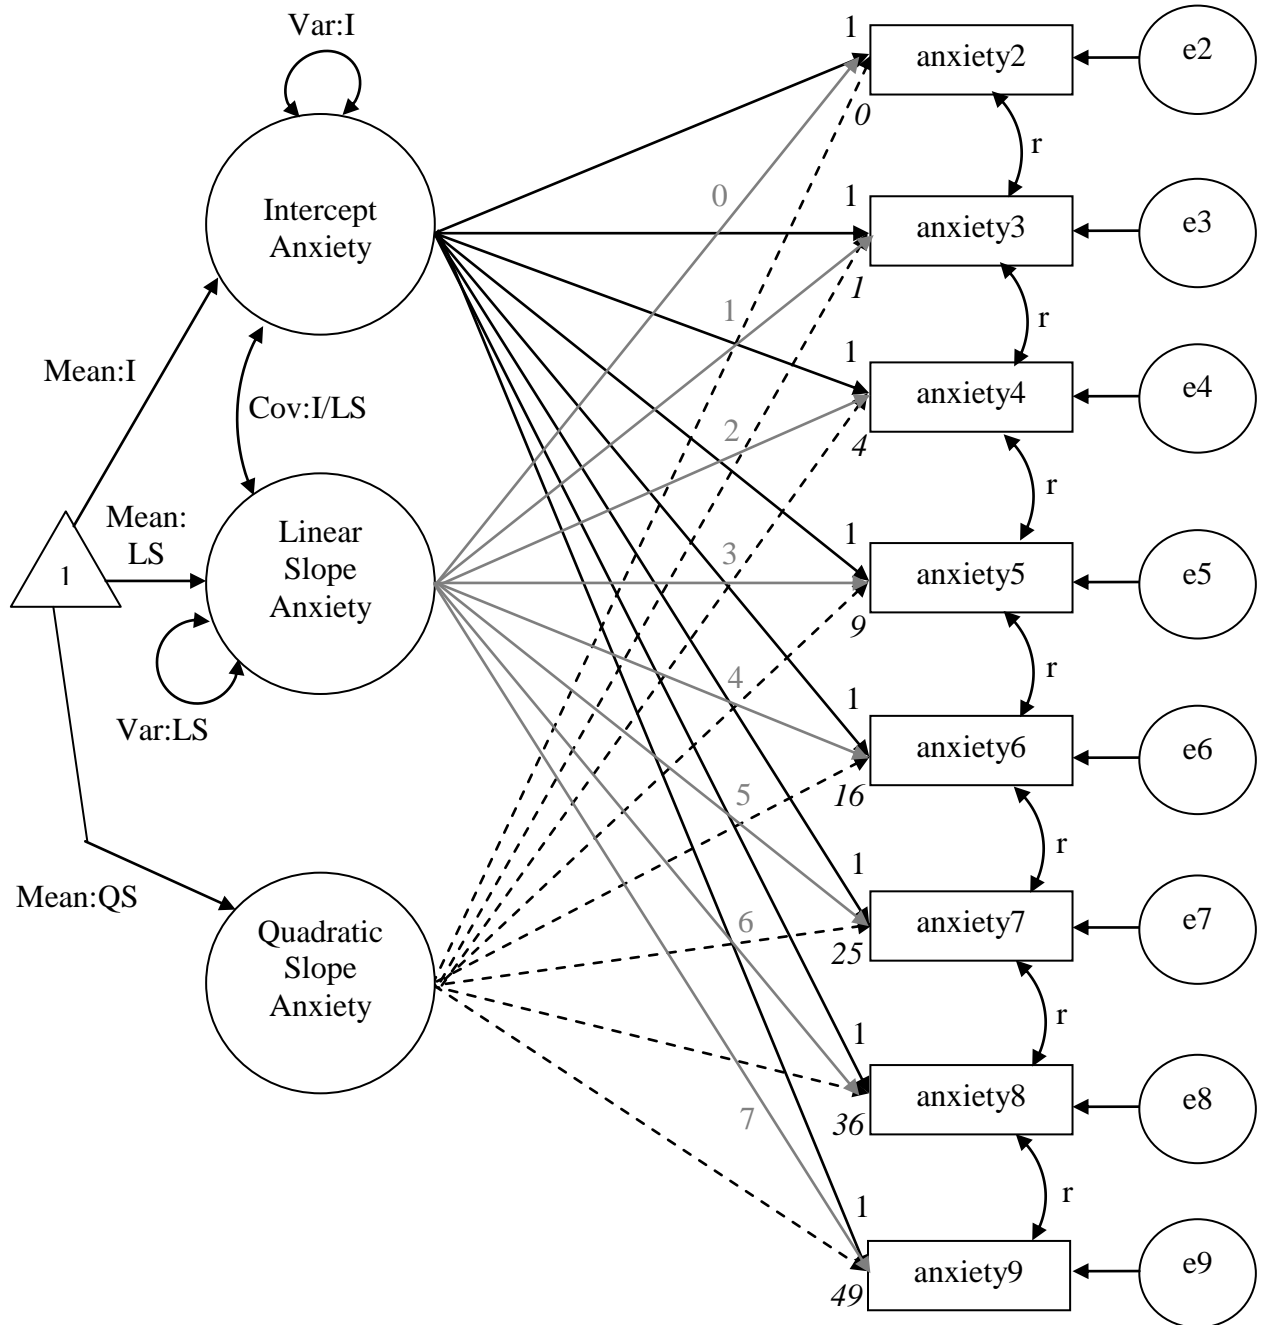 Var:I
1
anxiety2
e2
0
r
Intercept
Anxiety
0
1
anxiety3
e3
1
r
Mean:I
Cov:I/LS
1
1
anxiety4
e4
4
2
r
Mean:
LS
1
Linear
Slope
Anxiety
3
1
anxiety5
e5
9
r
Var:LS
4
1
anxiety6
e6
16
r
5
1
anxiety7
e7
25
r
Mean:QS
Quadratic
Slope
Anxiety
6
1
anxiety8
e8
36
r
7
1
anxiety9
e9
49